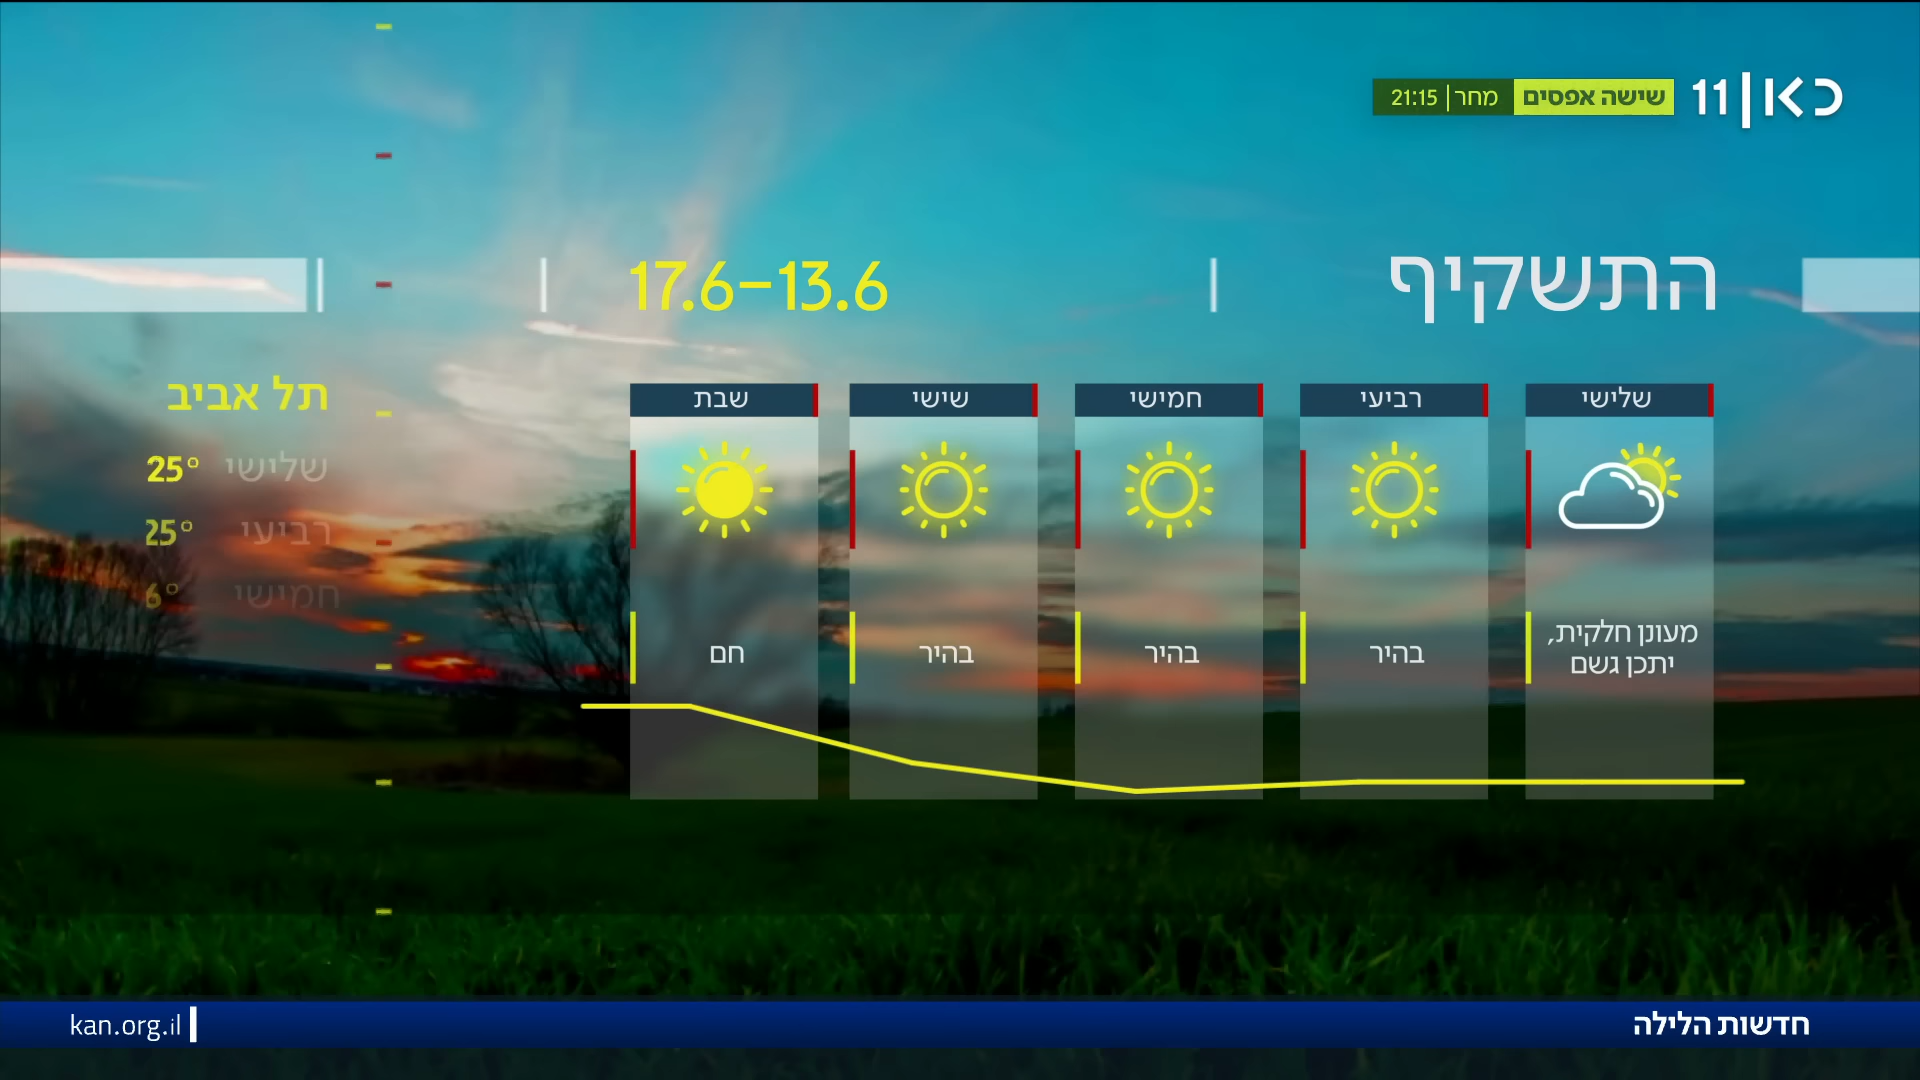 כאן 11
שישה אפסים
מחר | 21:15
התשקיף
13.6–17.6
שלישי
רביעי
חמישי
שישי
שבת
מעונן חלקית,
יתכן גשם
בהיר
בהיר
בהיר
חם
תל אביב
שלישי 25°
רביעי 25°
חמישי 6°
חדשות הלילה
kan.org.il